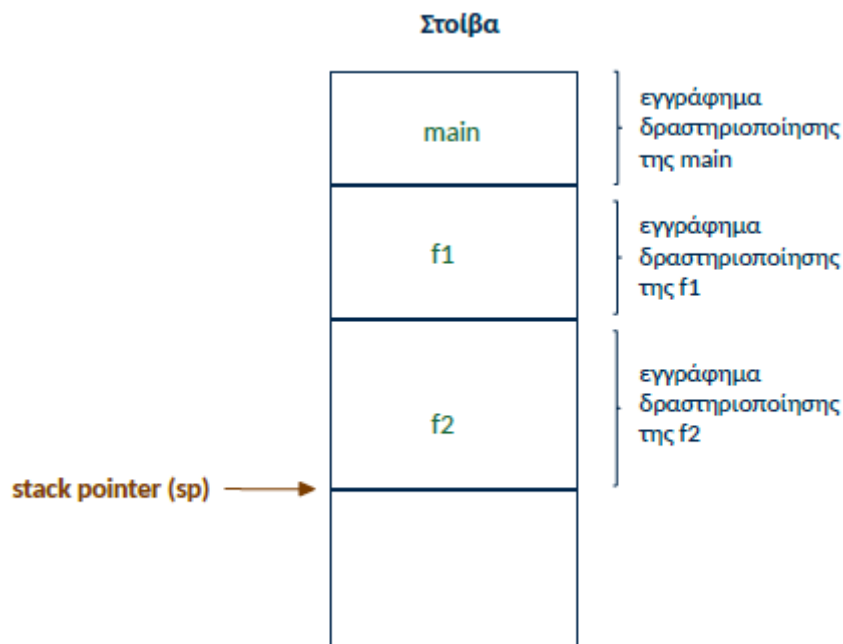 Στοίβα
main
εγγράφημα
δραστηριοποίησης
της main
f1
εγγράφημα
δραστηριοποίησης
της f1
f2
εγγράφημα
δραστηριοποίησης
της f2
stack pointer (sp)